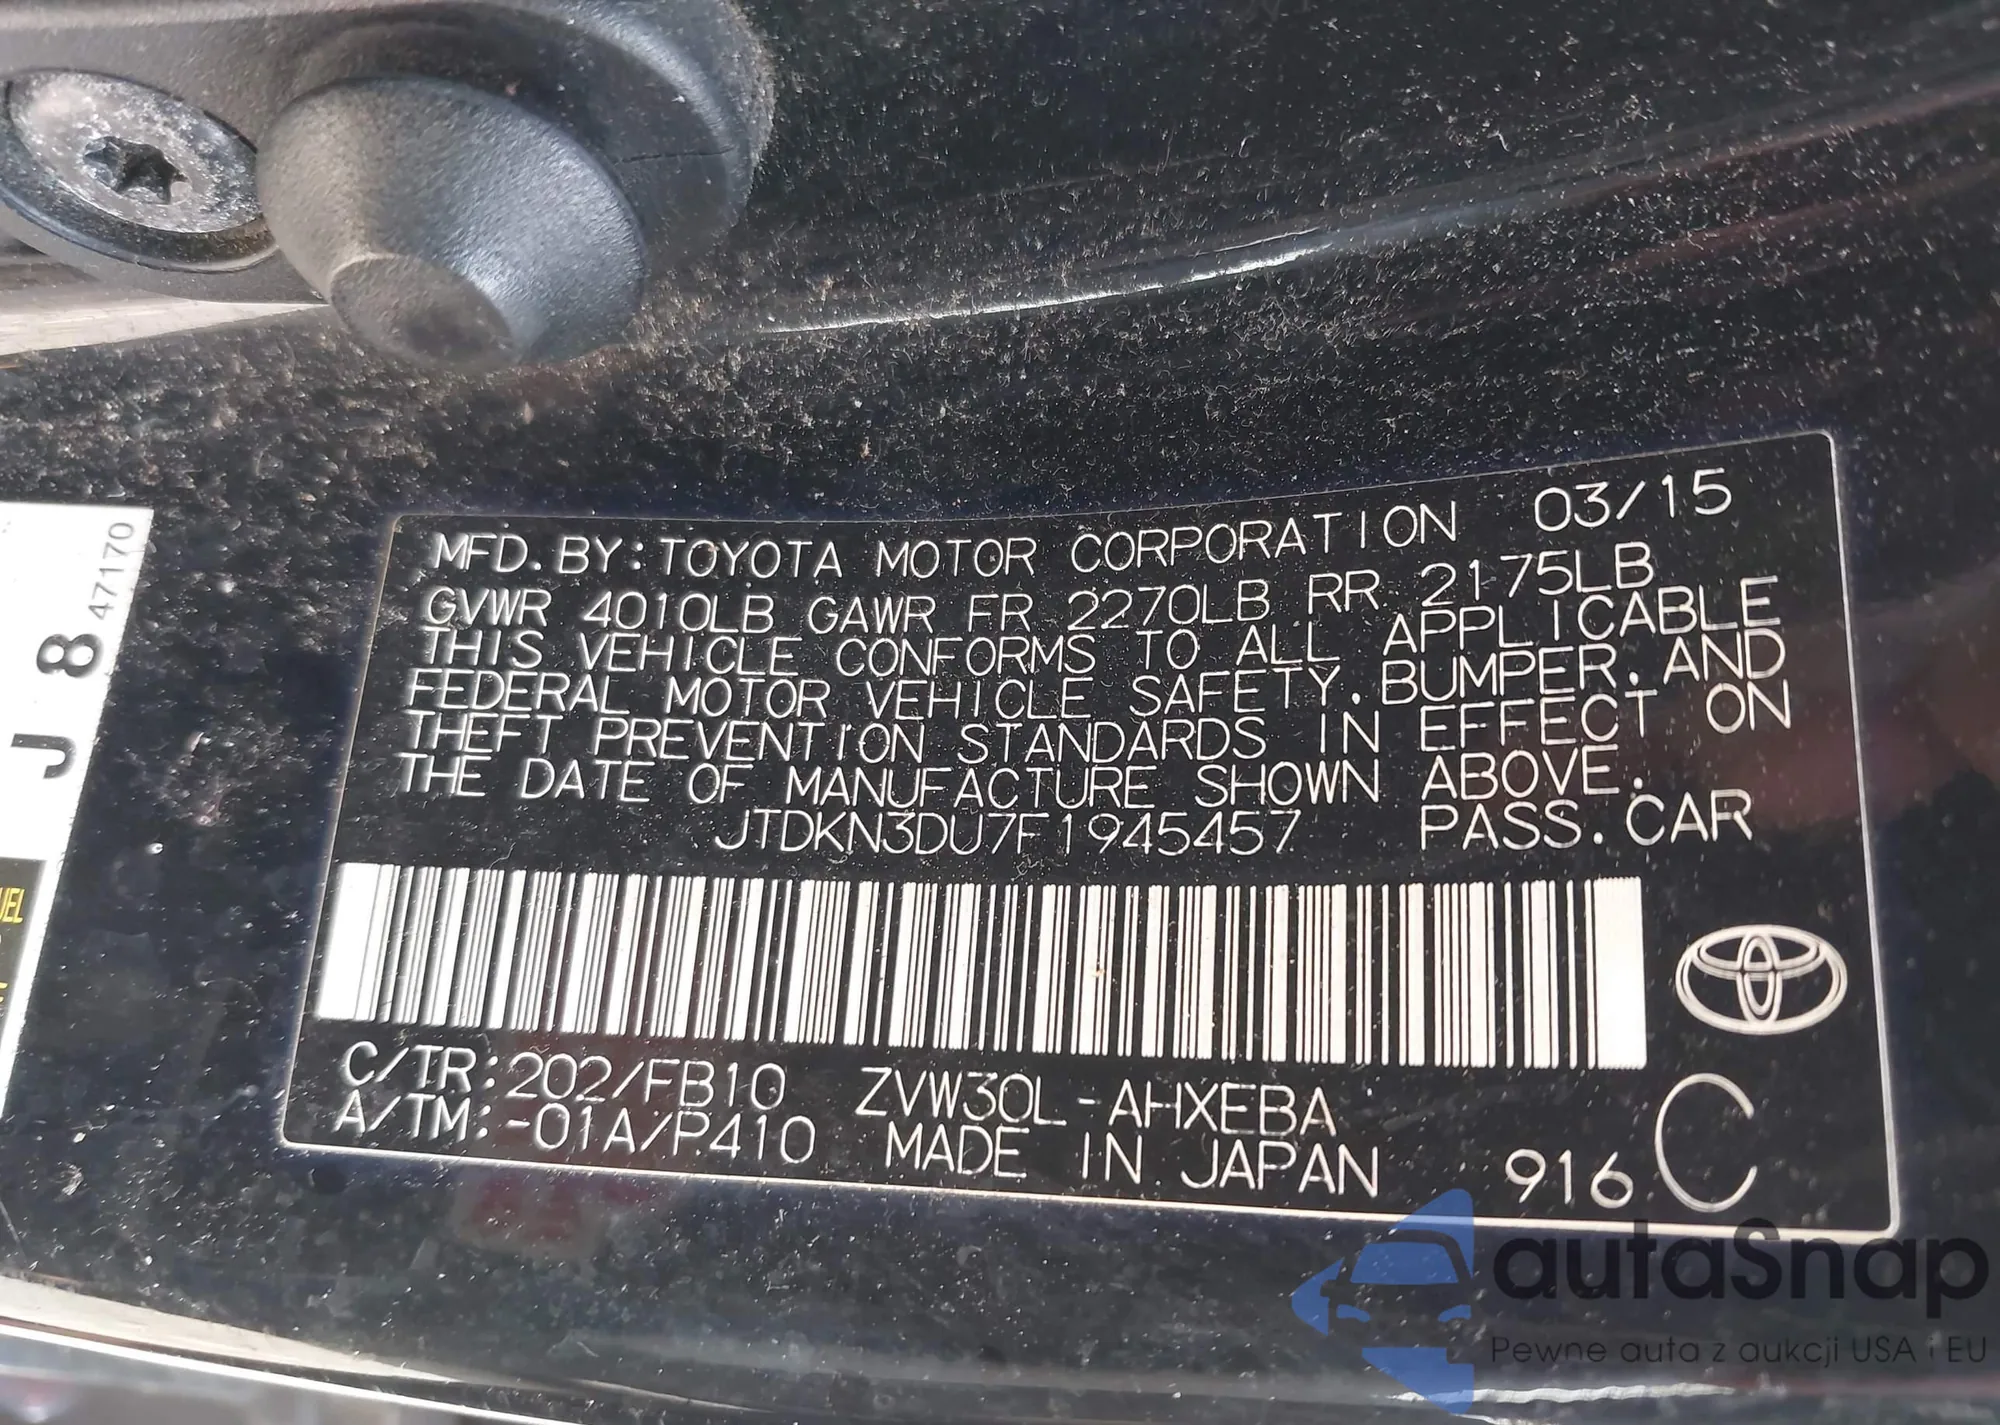 MFD. BY: TOYOTA MOTOR CORPORATION 03/15
GVWR 4010LB GAWR FR 2270LB RR 2175LB
THIS VEHICLE CONFORMS TO ALL APPLICABLE
FEDERAL MOTOR VEHICLE SAFETY, BUMPER, AND
THEFT PREVENTION STANDARDS IN EFFECT ON
THE DATE OF MANUFACTURE SHOWN ABOVE.
JTDKN3DU7F1945457 PASS. CAR
C/TR: 202/FB10 ZVW30L-AHXEBA
A/TM: -01A/P410 MADE IN JAPAN 916 C
J 8 47170
autaSnap
Pewne auta z aukcji USA i EU